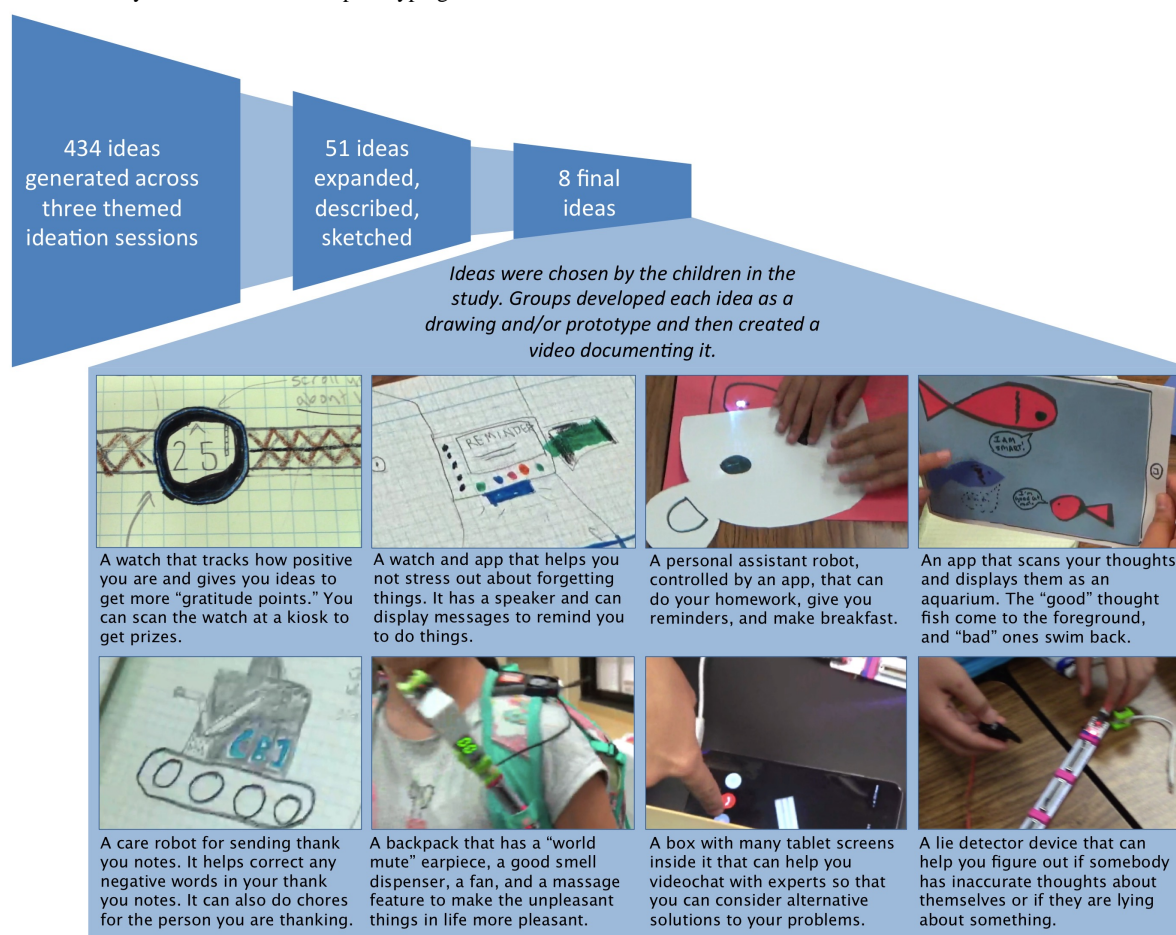 434 ideas
generated across
three themed
ideation sessions
51 ideas
expanded,
described,
sketched
8 final
ideas
Ideas were chosen by the children in the
study. Groups developed each idea as a
drawing and/or prototype and then created a
video documenting it.
scroll
about
25
REMINDER
I am
SMART.
I'm
good at
A watch that tracks how positive
you are and gives you ideas to
get more “gratitude points.” You
can scan the watch at a kiosk to
get prizes.
A watch and app that helps you
not stress out about forgetting
things. It has a speaker and can
display messages to remind you
to do things.
A personal assistant robot,
controlled by an app, that can
do your homework, give you
reminders, and make breakfast.
An app that scans your thoughts
and displays them as an
aquarium. The “good” thought
fish come to the foreground,
and “bad” ones swim back.
CBJ
A care robot for sending thank
you notes. It helps correct any
negative words in your thank
you notes. It can also do chores
for the person you are thanking.
A backpack that has a “world
mute” earpiece, a good smell
dispenser, a fan, and a massage
feature to make the unpleasant
things in life more pleasant.
A box with many tablet screens
inside it that can help you
videochat with experts so that
you can consider alternative
solutions to your problems.
A lie detector device that can
help you figure out if somebody
has inaccurate thoughts about
themselves or if they are lying
about something.